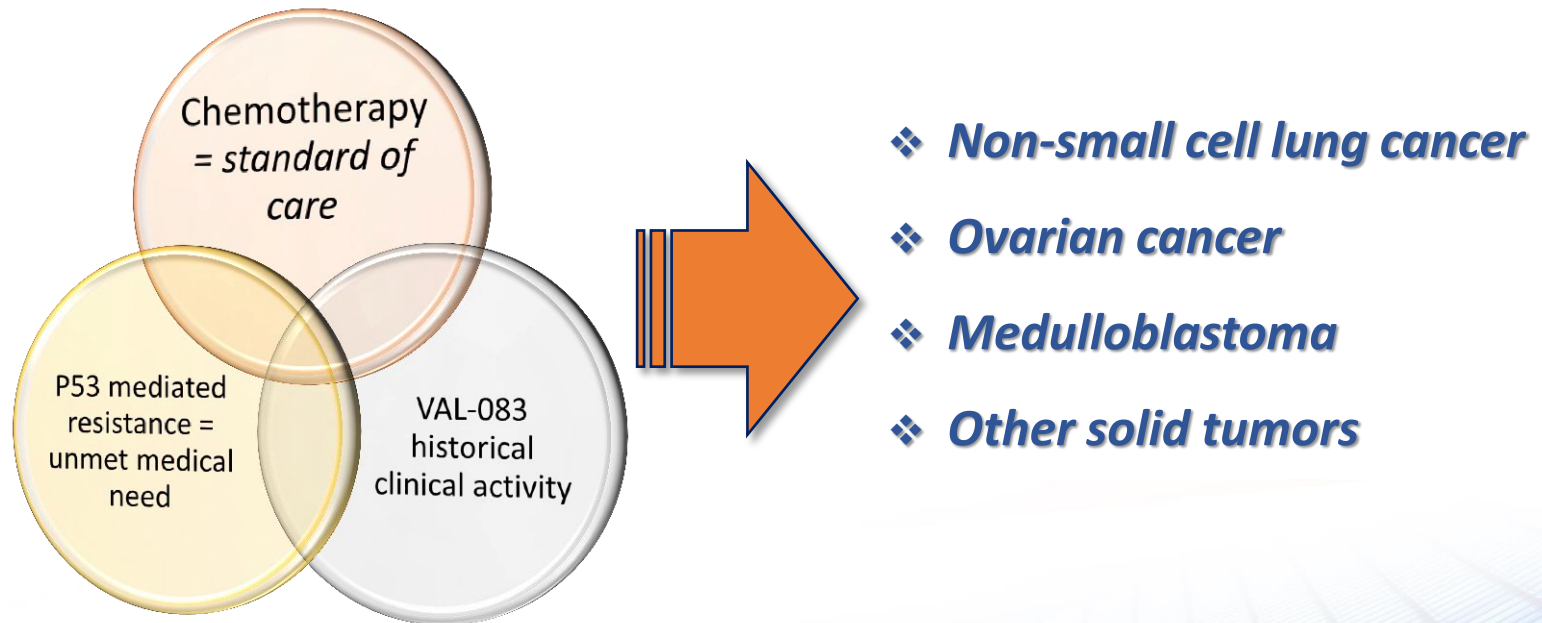 Chemotherapy
= standard of
care
P53 mediated
resistance =
unmet medical
need
VAL-083
historical
clinical activity
❖ Non-small cell lung cancer
❖ Ovarian cancer
❖ Medulloblastoma
❖ Other solid tumors